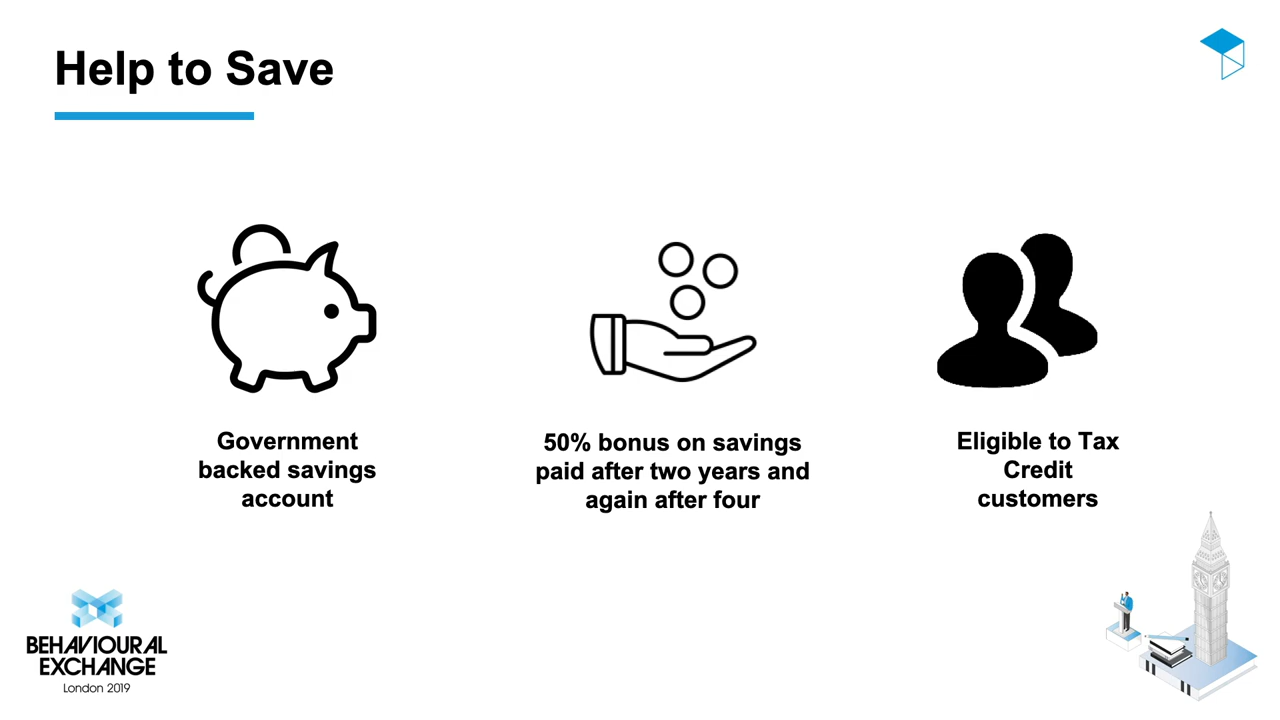 Help to Save
Government
backed savings
account
50% bonus on savings
paid after two years and
again after four
Eligible to Tax
Credit
customers
BEHAVIOURAL
EXCHANGE
London 2019